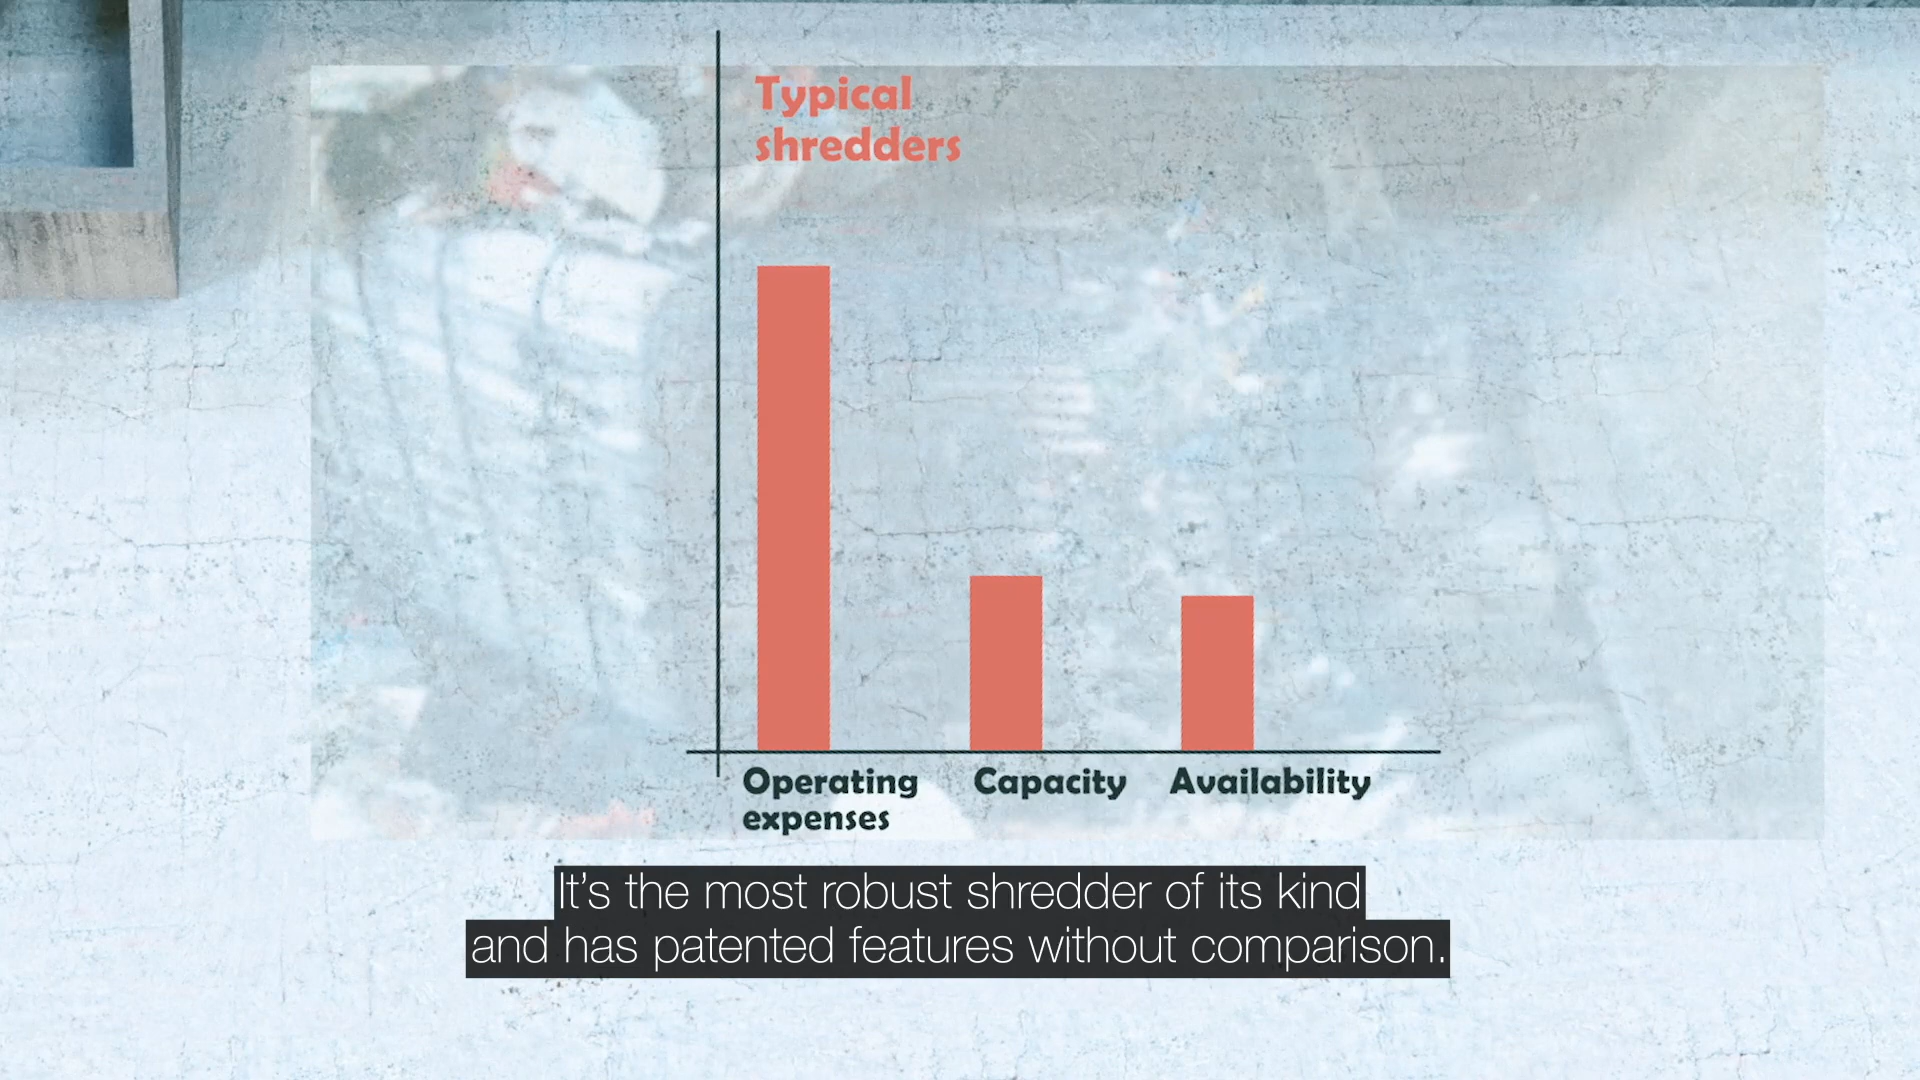 Typical
shredders
Operating
expenses
Capacity
Availability
It's the most robust shredder of its kind
and has patented features without comparison.